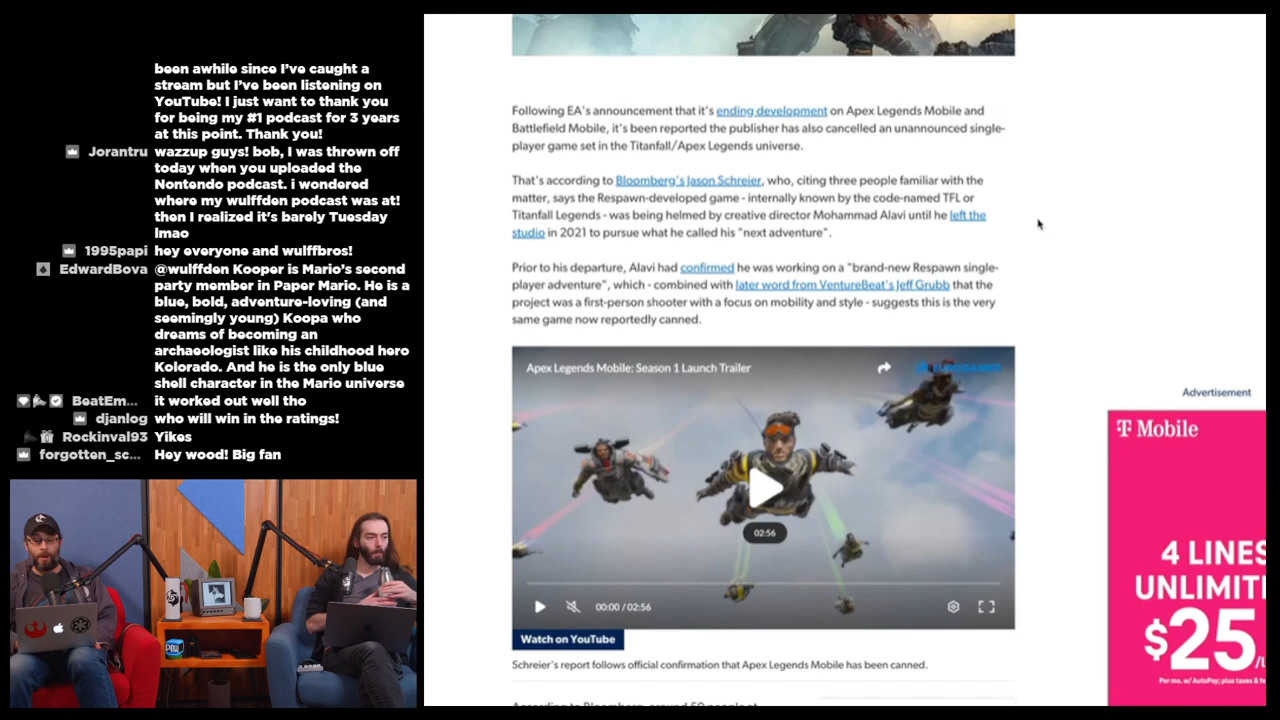 been awhile since I've caught a
stream but I've been listening on
YouTube! I just want to thank you
for being my #1 podcast for 3 years
at this point. Thank you!
Jorantru wazzup guys! bob, I was thrown off
today when you uploaded the
Nontendo podcast. i wondered
where my wulffden podcast was at!
then I realized it's barely Tuesday
lmao
1995papi hey everyone and wulffbros!
EdwardBova @wulffden Kooper is Mario's second
party member in Paper Mario. He is a
blue, bold, adventure-loving (and
seemingly young) Koopa who
dreams of becoming an
archaeologist like his childhood hero
Kolorado. And he is the only blue
shell character in the Mario universe
BeatEm... it worked out well tho
djanlog who will win in the ratings!
Rockinval93 Yikes
forgotten_sc... Hey wood! Big fan
POW
Following EA's announcement that it's ending development on Apex Legends Mobile and
Battlefield Mobile, it's been reported the publisher has also cancelled an unannounced single-
player game set in the Titanfall/Apex Legends universe.
That's according to Bloomberg's Jason Schreier, who, citing three people familiar with the
matter, says the Respawn-developed game - internally known by the code-named TFL or
Titanfall Legends - was being helmed by creative director Mohammad Alavi until he left the
studio in 2021 to pursue what he called his "next adventure".
Prior to his departure, Alavi had confirmed he was working on a "brand-new Respawn single-
player adventure", which - combined with later word from VentureBeat's Jeff Grubb that the
project was a first-person shooter with a focus on mobility and style - suggests this is the very
same game now reportedly canned.
Apex Legends Mobile: Season 1 Launch Trailer
EUROGAMER
02:56
00:00 / 02:56
Watch on YouTube
Schreier's report follows official confirmation that Apex Legends Mobile has been canned.
According to Bloomberg, around 50 people at
Advertisement
T Mobile
4 LINES
UNLIMIT
$25
Per mo. w/ AutoPay; plus taxes & fe